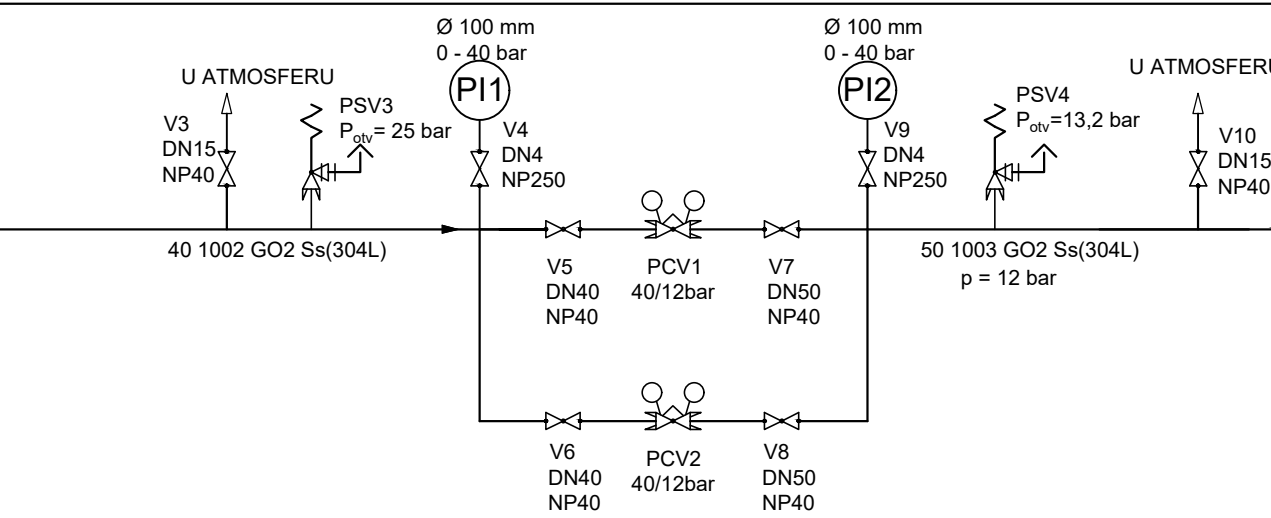 Ø 100 mm
0 - 40 bar
PI1
Ø 100 mm
0 - 40 bar
PI2
U ATMOSFERU
V3
DN15
NP40
PSV3
Potv= 25 bar
V4
DN4
NP250
V9
DN4
NP250
PSV4
Potv=13,2 bar
U ATMOSFERU
V10
DN15
NP40
40 1002 GO2 Ss(304L)
V5
DN40
NP40
PCV1
40/12bar
V7
DN50
NP40
50 1003 GO2 Ss(304L)
p = 12 bar
V6
DN40
NP40
PCV2
40/12bar
V8
DN50
NP40